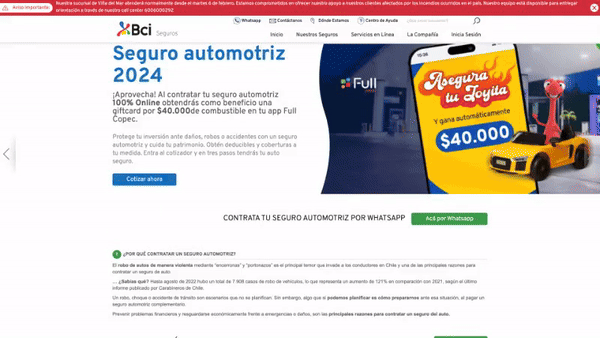 Aviso importante:
Nuestra sucursal de Viña del Mar atenderá normalmente desde el martes 6 de febrero. Estamos comprometidos en ofrecer nuestro apoyo a nuestros clientes afectados por los incendios ocurridos en el país. Nuestro equipo está disponible para entregar
orientación a través de nuestro call center 6006000292
Whatsapp
Contáctanos
Dónde Estamos
Centro de Ayuda
Bci
Seguros
Inicio
Nuestros Seguros
Servicios en Línea
La Compañía
Inicia Sesión
Seguro automotriz
2024
¡Aprovecha! Al contratar tu seguro automotriz
100% Online obtendrás como beneficio una
giftcard por $40.000 de combustible en tu app Full
Copec.
Protege tu inversión ante daños, robos o accidentes con un seguro
automotriz y cuida tu patrimonio. Obtén deducibles y coberturas a
tu medida. Entra al cotizador y en tres pasos tendrás tu auto
seguro.
Cotizar ahora
Full
Asegura
tu Joyita
Y gana automáticamente
$40.000
CONTRATA TU SEGURO AUTOMOTRIZ POR WHATSAPP
Acá por Whatsapp
1
¿POR QUÉ CONTRATAR UN SEGURO AUTOMOTRIZ?
El robo de autos de manera violenta mediante "encerronas" y "portonazos" es el principal temor que invade a los conductores en Chile y una de las principales razones para
contratar un seguro de auto.
... ¿Sabías qué? Hasta agosto de 2022 hubo un total de 7.909 casos de robo de vehículos, lo que representa un aumento de 121% en comparación con 2021, según el último
informe publicado por Carabineros de Chile.
Un robo, choque o accidente de tránsito son escenarios que no se planifican. Sin embargo, algo que sí podemos planificar es cómo prepararnos ante esa situación, al pagar un
seguro automotriz complementario.
Prevenir problemas financieros y resguardarse económicamente frente a emergencias o daños, son las principales razones para contratar un seguro del auto.